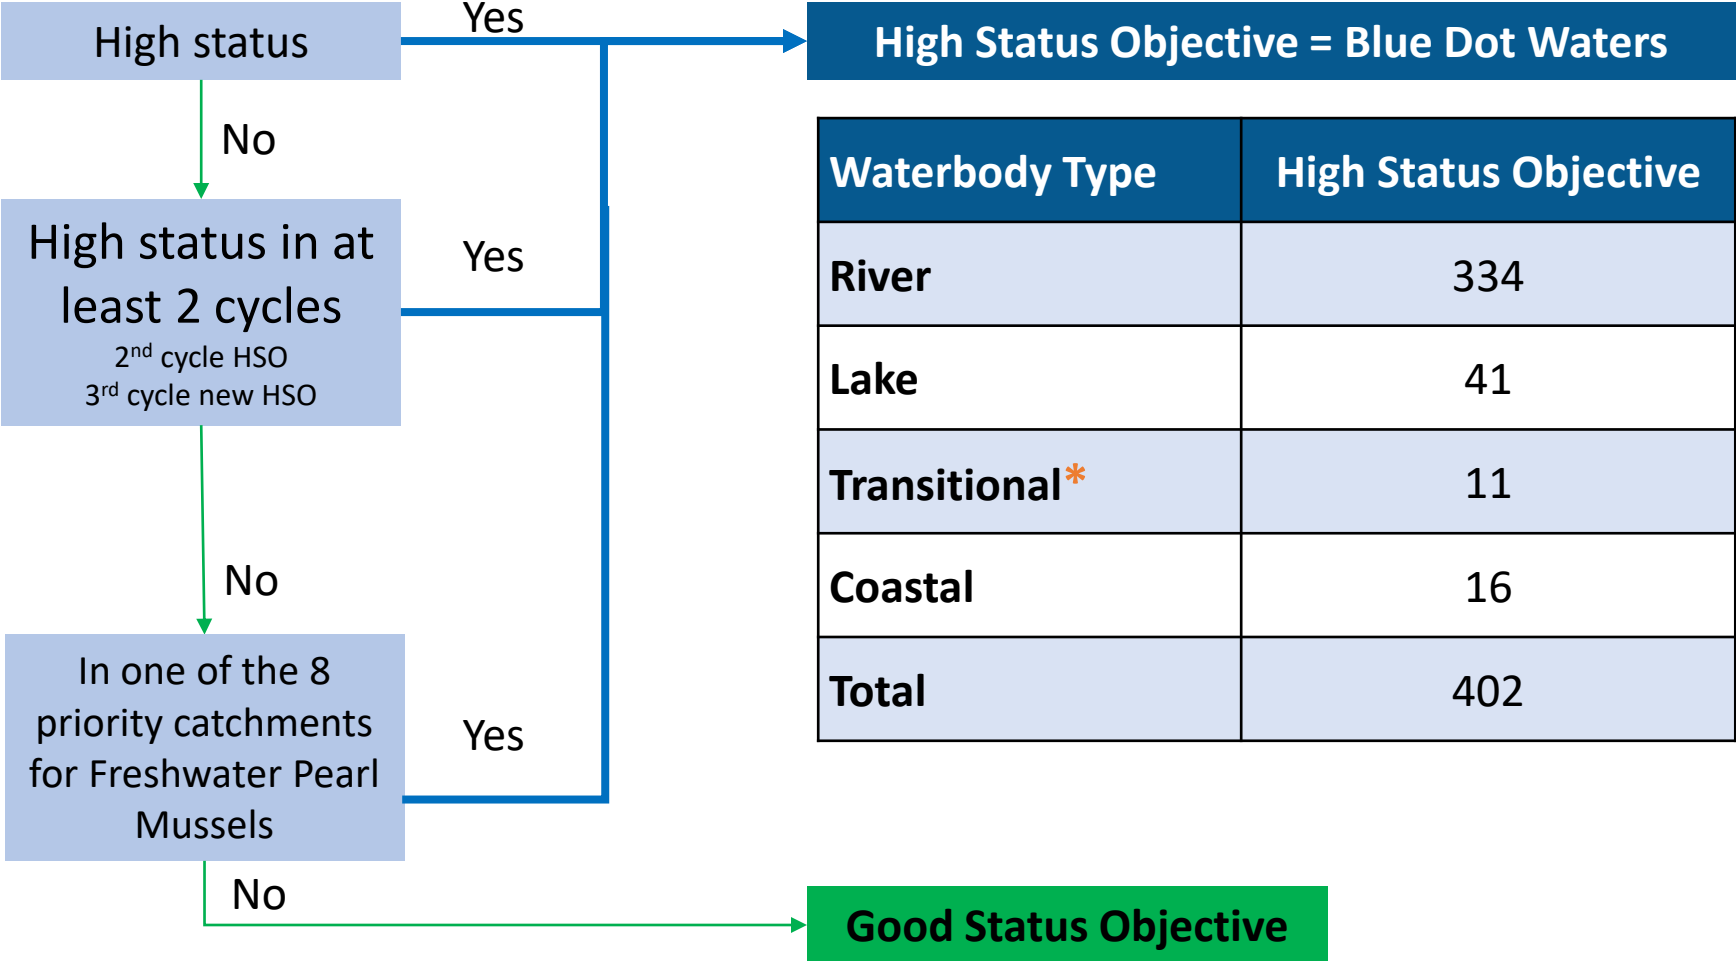 High status
Yes
High Status Objective = Blue Dot Waters
No
High status in at
least 2 cycles
2nd cycle HSO
3rd cycle new HSO
Yes
No
In one of the 8
priority catchments
for Freshwater Pearl
Mussels
Yes
No
Good Status Objective
Waterbody Type High Status Objective
River 334
Lake 41
Transitional* 11
Coastal 16
Total 402